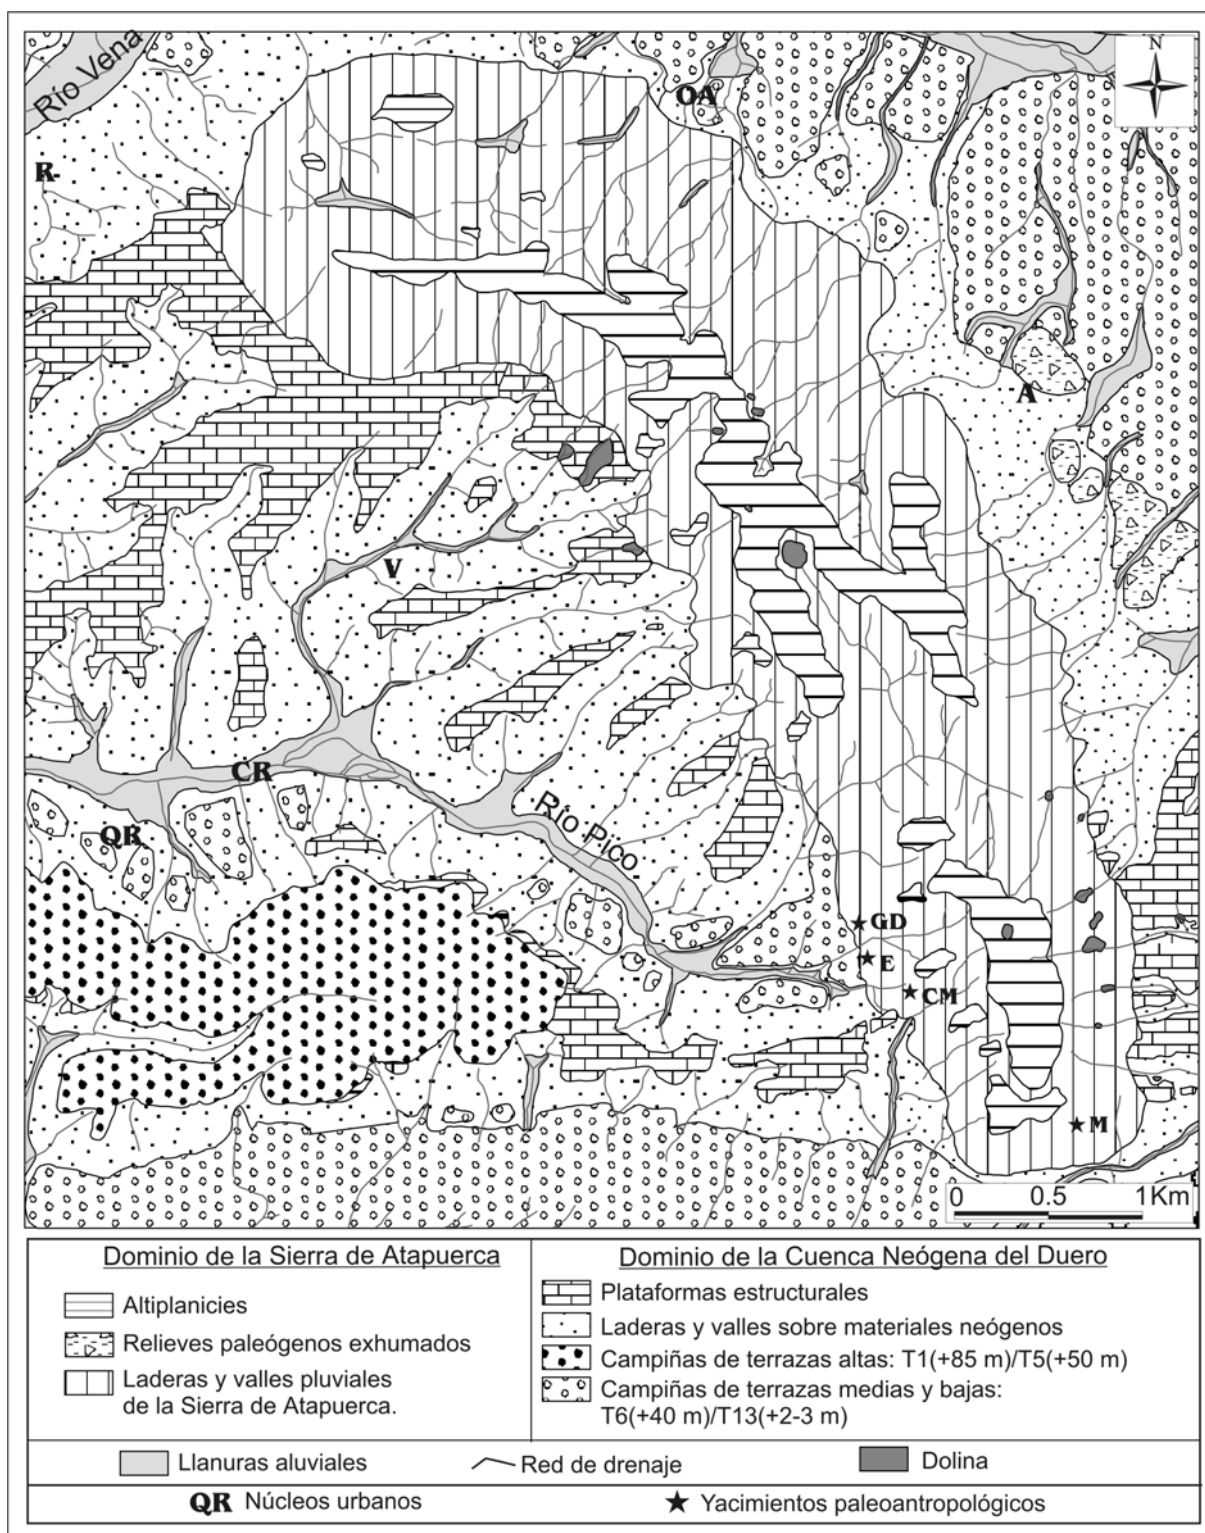 Río Vena
N
OA
R
A
V
CR
QR
Río Pico
GD
E
CM
M
0 0.5 1Km
Dominio de la Sierra de Atapuerca
Altiplanicies
Relieves paleógenos exhumados
Laderas y valles pluviales
de la Sierra de Atapuerca.
Dominio de la Cuenca Neógena del Duero
Plataformas estructurales
Laderas y valles sobre materiales neógenos
Campiñas de terrazas altas: T1(+85 m)/T5(+50 m)
Campiñas de terrazas medias y bajas:
T6(+40 m)/T13(+2-3 m)
Llanuras aluviales
Red de drenaje
Dolina
QR Núcleos urbanos
Yacimientos paleoantropológicos